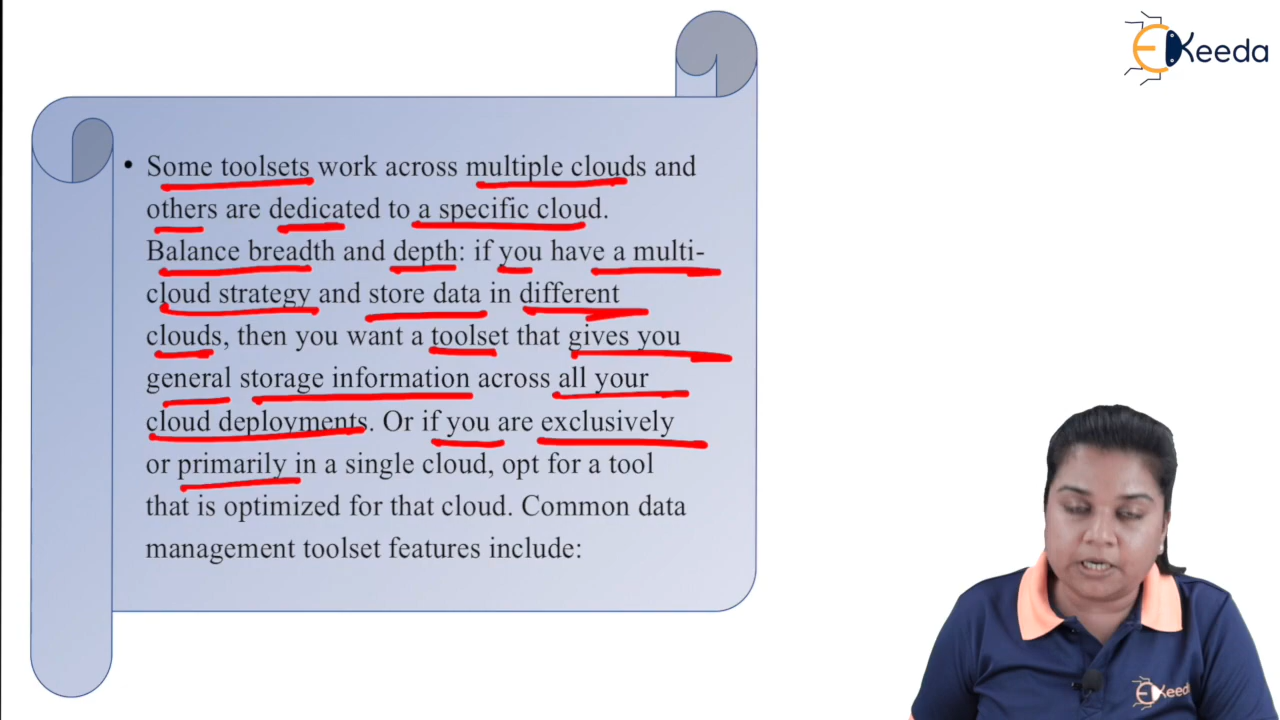 EKeeda
• Some toolsets work across multiple clouds and
others are dedicated to a specific cloud.
Balance breadth and depth: if you have a multi-
cloud strategy and store data in different
clouds, then you want a toolset that gives you
general storage information across all your
cloud deployments. Or if you are exclusively
or primarily in a single cloud, opt for a tool
that is optimized for that cloud. Common data
management toolset features include:
EKeeda